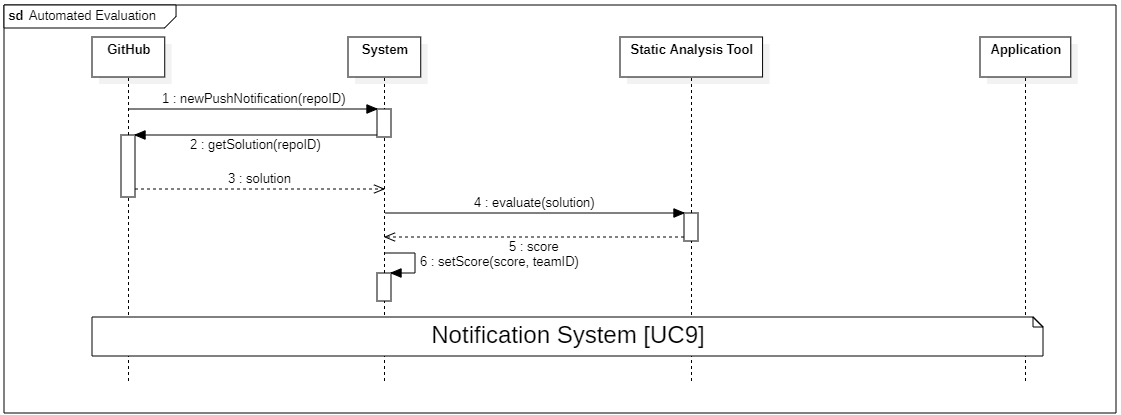 sd Automated Evaluation
GitHub
System
Static Analysis Tool
Application
1 : newPushNotification(repoID)
2 : getSolution(repoID)
3 : solution
4 : evaluate(solution)
5 : score
6 : setScore(score, teamID)
Notification System [UC9]